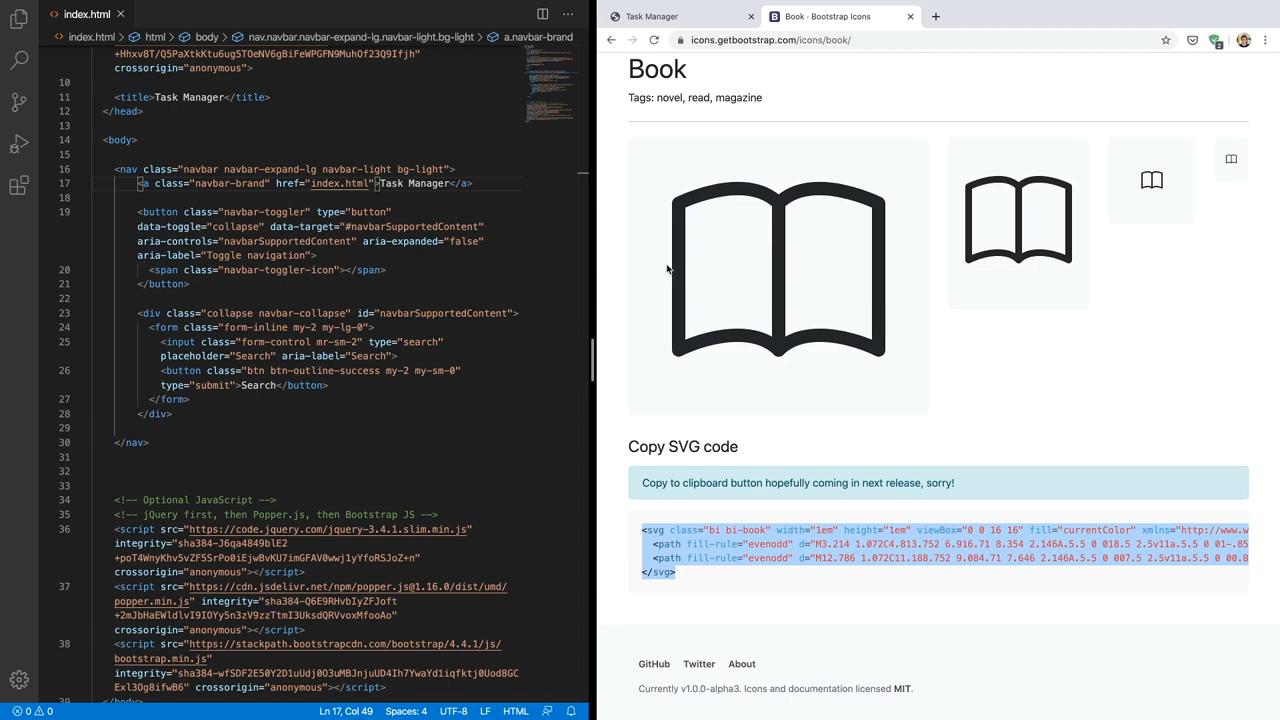 index.html
index.html > html > body > nav.navbar.navbar-expand-lg.navbar-light.bg-light > a.navbar-brand
+Hhxv8T/Q5PaXtkKtu6ug5TOeNV6gBiFeWPGFN9MuhOf23Q9Ifjh"
crossorigin="anonymous">
10
11 <title>Task Manager</title>
12 </head>
13
14 <body>
15
16 <nav class="navbar navbar-expand-lg navbar-light bg-light">
17 <a class="navbar-brand" href="index.html">Task Manager</a>
18
19 <button class="navbar-toggler" type="button"
data-toggle="collapse" data-target="#navbarSupportedContent"
aria-controls="navbarSupportedContent" aria-expanded="false"
aria-label="Toggle navigation">
20 <span class="navbar-toggler-icon"></span>
21 </button>
22
23 <div class="collapse navbar-collapse" id="navbarSupportedContent">
24 <form class="form-inline my-2 my-lg-0">
25 <input class="form-control mr-sm-2" type="search"
placeholder="Search" aria-label="Search">
26 <button class="btn btn-outline-success my-2 my-sm-0"
type="submit">Search</button>
27 </form>
28 </div>
29
30 </nav>
31
32
33
34 <!-- Optional JavaScript -->
35 <!-- jQuery first, then Popper.js, then Bootstrap JS -->
36 <script src="https://code.jquery.com/jquery-3.4.1.slim.min.js"
integrity="sha384-J6qa4849blE2
+poT4WnyKhv5vZF5SrPo0iEjwBvKU7imGFAV0wwj1yYfoRSJoZ+n"
crossorigin="anonymous"></script>
37 <script src="https://cdn.jsdelivr.net/npm/popper.js@1.16.0/dist/umd/
popper.min.js" integrity="sha384-Q6E9RHvbIyZFJoft
+2mJbHaEWldlvI9IOYy5n3zV9zzTtmI3UksdQRVvoxMfooAo"
crossorigin="anonymous"></script>
38 <script src="https://stackpath.bootstrapcdn.com/bootstrap/4.4.1/js/
bootstrap.min.js"
integrity="sha384-wfSDF2E50Y2D1uUdj0O3uMBJnjuUD4Ih7YwaYd1iqfktj0Uod8GC
Exl3Og8ifwB6" crossorigin="anonymous"></script>
39 </body>
0 0 Ln 17, Col 49 Spaces: 4 UTF-8 LF HTML
Task Manager
Book · Bootstrap Icons
icons.getbootstrap.com/icons/book/
2
Book
Tags: novel, read, magazine
Copy SVG code
Copy to clipboard button hopefully coming in next release, sorry!
<svg class="bi bi-book" width="1em" height="1em" viewBox="0 0 16 16" fill="currentColor" xmlns="http://www.w
<path fill-rule="evenodd" d="M3.214 1.072C4.813.752 6.916.71 8.354 2.146A.5.5 0 018.5 2.5v11a.5.5 0 01-.85
<path fill-rule="evenodd" d="M12.786 1.072C11.188.752 9.084.71 7.646 2.146A.5.5 0 007.5 2.5v11a.5.5 0 00.8
</svg>
GitHub Twitter About
Currently v1.0.0-alpha3. Icons and documentation licensed MIT.